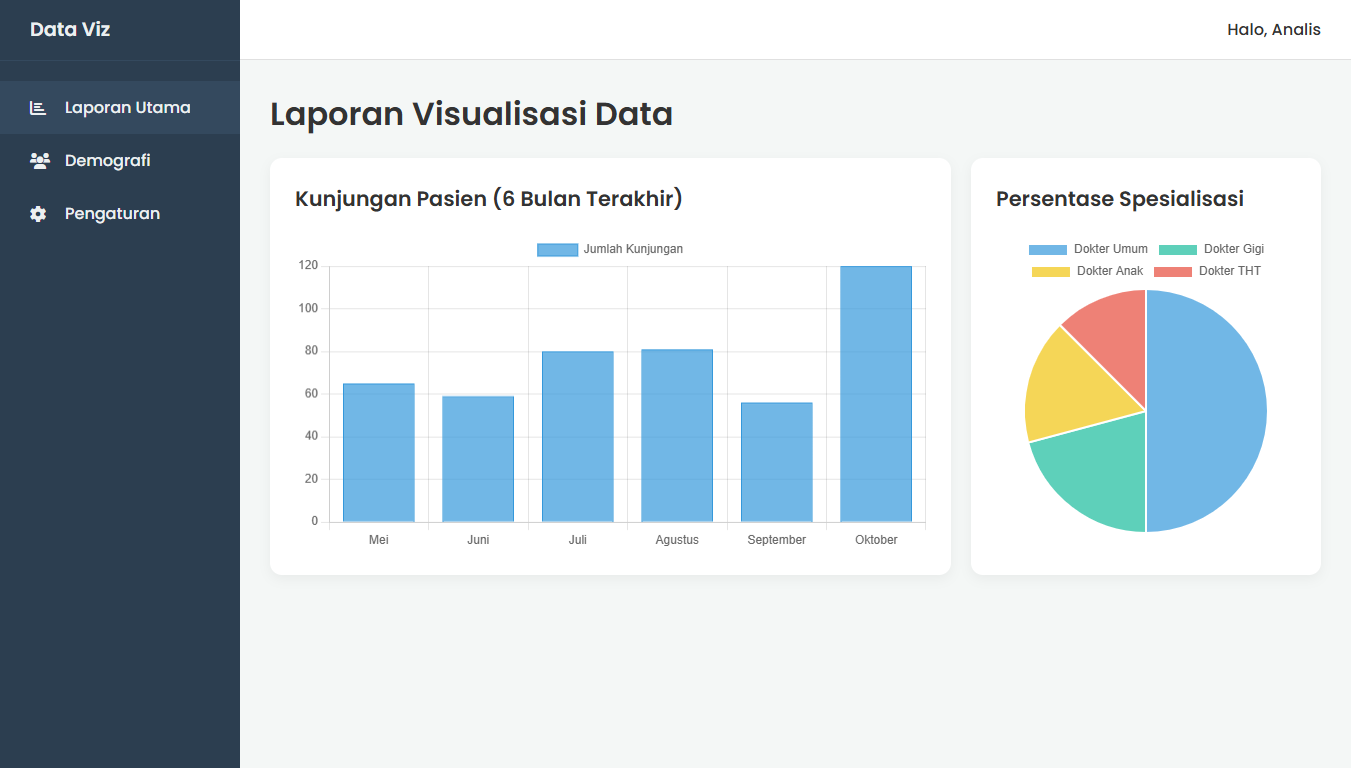 Data Viz
Halo, Analis
Laporan Utama
Demografi
Pengaturan
Laporan Visualisasi Data
Kunjungan Pasien (6 Bulan Terakhir)
Jumlah Kunjungan
120
100
80
60
40
20
0
Mei Juni Juli Agustus September Oktober
Persentase Spesialisasi
Dokter Umum Dokter Gigi
Dokter Anak Dokter THT